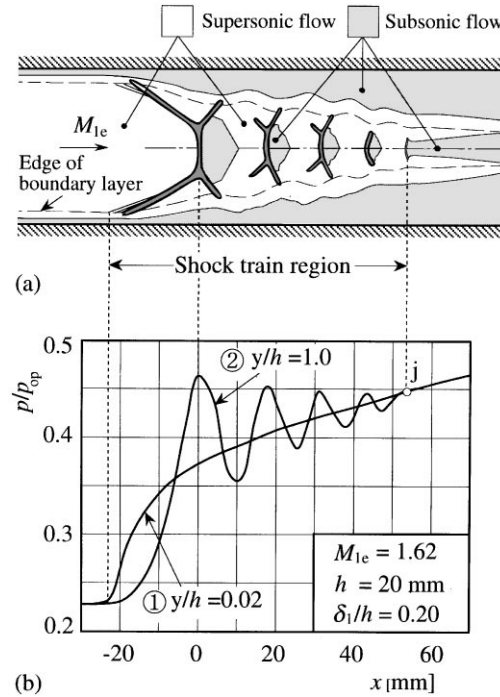 Supersonic flow
Subsonic flow
M1e
Edge of
boundary layer
Shock train region
(a)
0.5
p/pop
0.4
0.3
0.2
② y/h = 1.0
j
① y/h = 0.02
M1e = 1.62
h = 20 mm
δ1/h = 0.20
-20 0 20 40 60
x [mm]
(b)